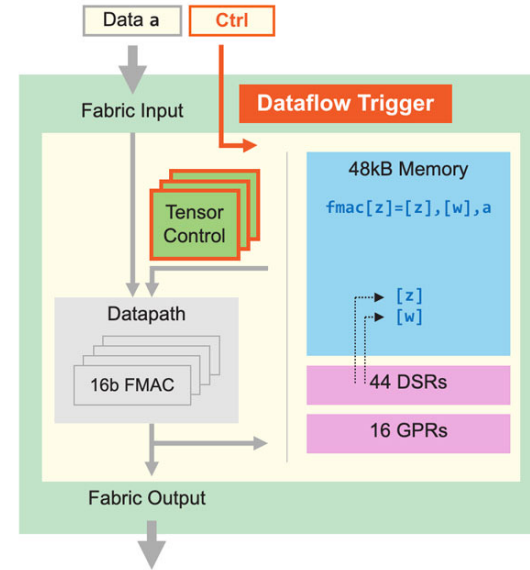 Data a
Ctrl
Fabric Input
Dataflow Trigger
48kB Memory
fmac[z]=[z],[w],a
Tensor
Control
[z]
[w]
Datapath
16b FMAC
44 DSRs
16 GPRs
Fabric Output